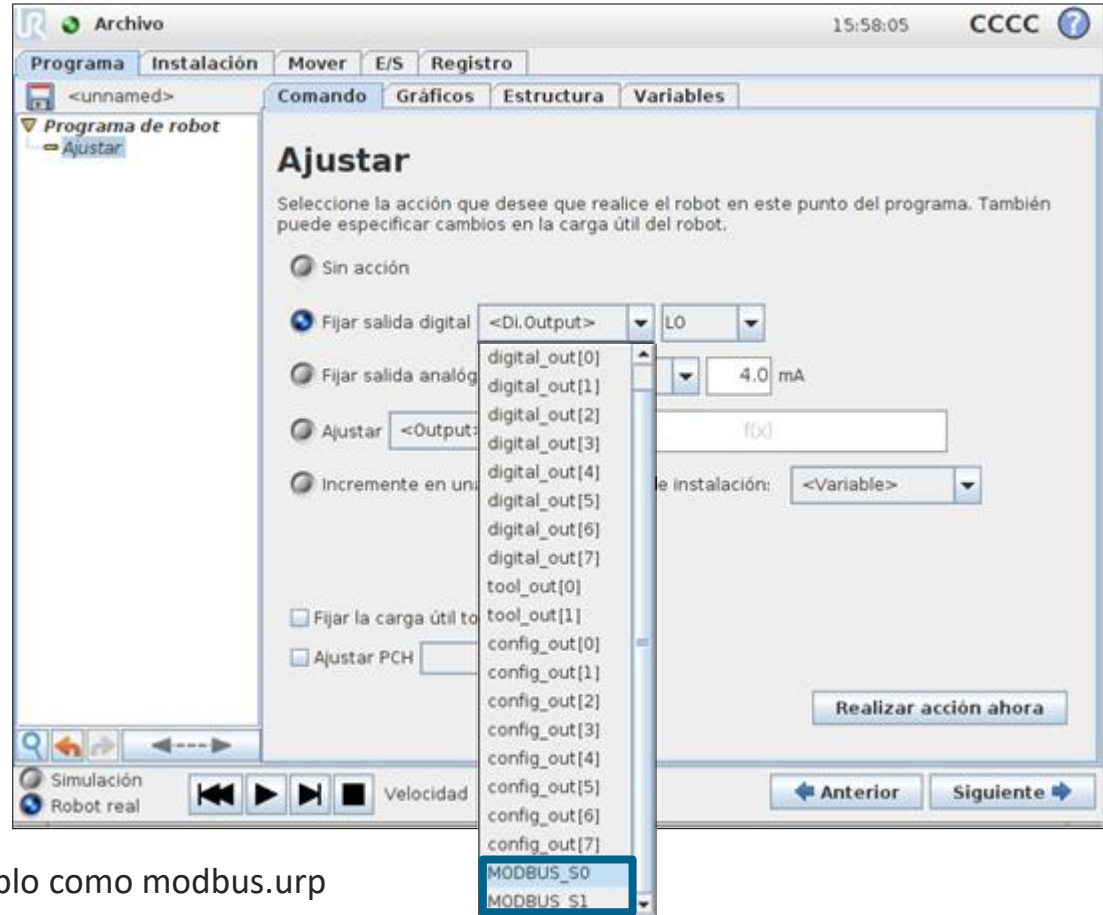 Archivo 15:58:05 CCCC ?
Programa Instalación Mover E/S Registro
<unnamed> Comando Gráficos Estructura Variables
Programa de robot
Ajustar
Ajustar
Seleccione la acción que desee que realice el robot en este punto del programa. También
puede especificar cambios en la carga útil del robot.
Sin acción
Fijar salida digital <Di.Output> LO
Fijar salida analóg 4.0 mA
Ajustar <Output> f(x)
Incremente en una le instalación: <Variable>
Fijar la carga útil to
Ajustar PCH
digital_out[0]
digital_out[1]
digital_out[2]
digital_out[3]
digital_out[4]
digital_out[5]
digital_out[6]
digital_out[7]
tool_out[0]
tool_out[1]
config_out[0]
config_out[1]
config_out[2]
config_out[3]
config_out[4]
config_out[5]
config_out[6]
config_out[7]
MODBUS_S0
MODBUS_S1
Realizar acción ahora
Simulación
Robot real
Velocidad
Anterior Siguiente
plo como modbus.urp